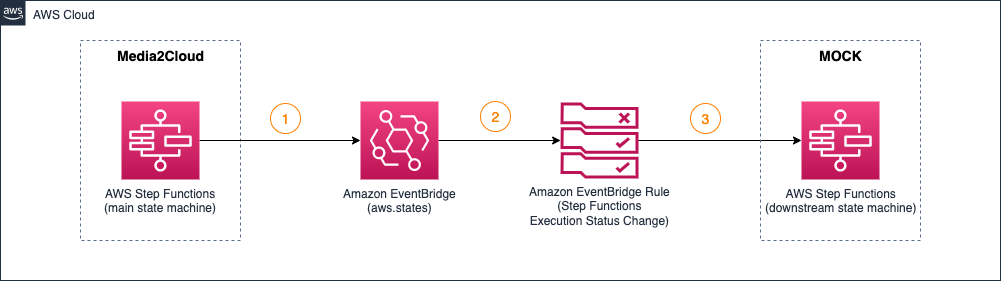 aws
AWS Cloud
Media2Cloud
MOCK
1
2
3
AWS Step Functions
(main state machine)
Amazon EventBridge
(aws.states)
Amazon EventBridge Rule
(Step Functions
Execution Status Change)
AWS Step Functions
(downstream state machine)